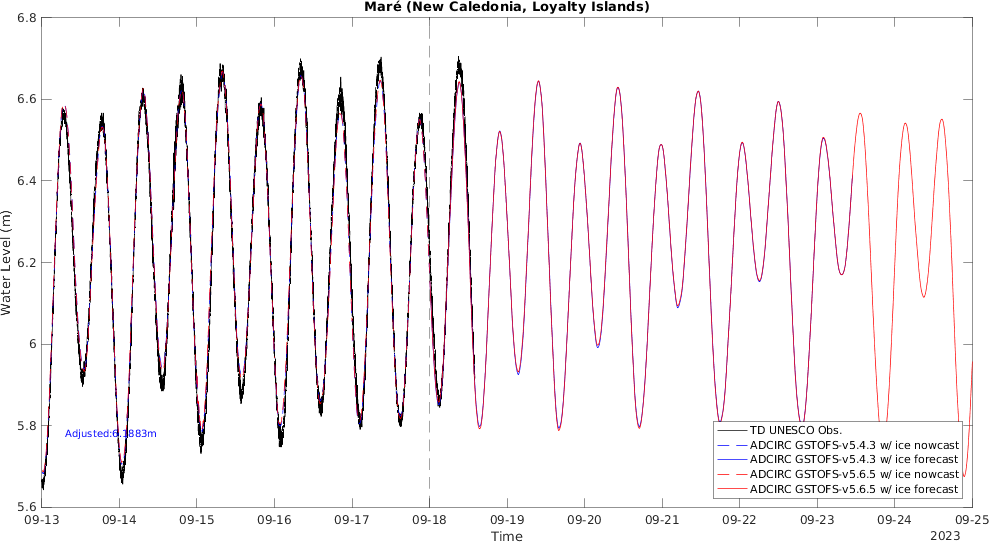 Maré (New Caledonia, Loyalty Islands)
6.8
6.6
6.4
6.2
6
5.8
5.6
Water Level (m)
Adjusted:6.1883m
TD UNESCO Obs.
ADCIRC GSTOFS-v5.4.3 w/ ice nowcast
ADCIRC GSTOFS-v5.4.3 w/ ice forecast
ADCIRC GSTOFS-v5.6.5 w/ ice nowcast
ADCIRC GSTOFS-v5.6.5 w/ ice forecast
09-13 09-14 09-15 09-16 09-17 09-18 09-19 09-20 09-21 09-22 09-23 09-24 09-25
Time
2023